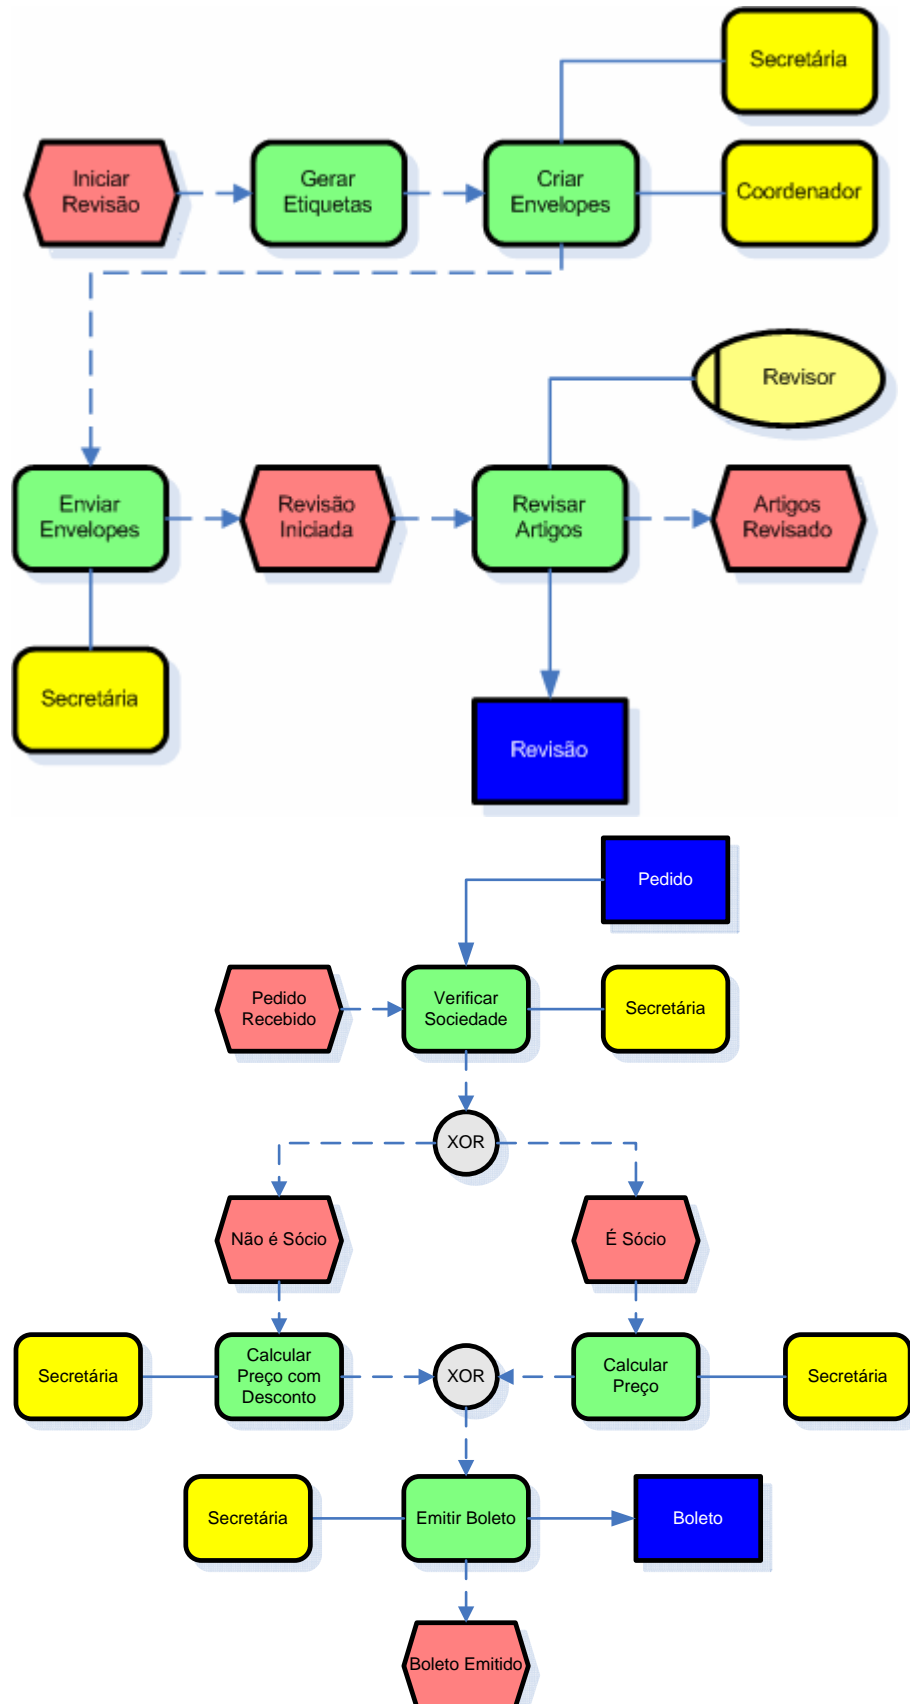 Secretária
Iniciar
Revisão
Gerar
Etiquetas
Criar
Envelopes
Coordenador
Revisor
Enviar
Envelopes
Revisão
Iniciada
Revisar
Artigos
Artigos
Revisado
Secretária
Revisão
Pedido
Pedido
Recebido
Verificar
Sociedade
Secretária
XOR
Não é Sócio
É Sócio
Secretária
Calcular
Preço com
Desconto
XOR
Calcular
Preço
Secretária
Secretária
Emitir Boleto
Boleto
Boleto Emitido